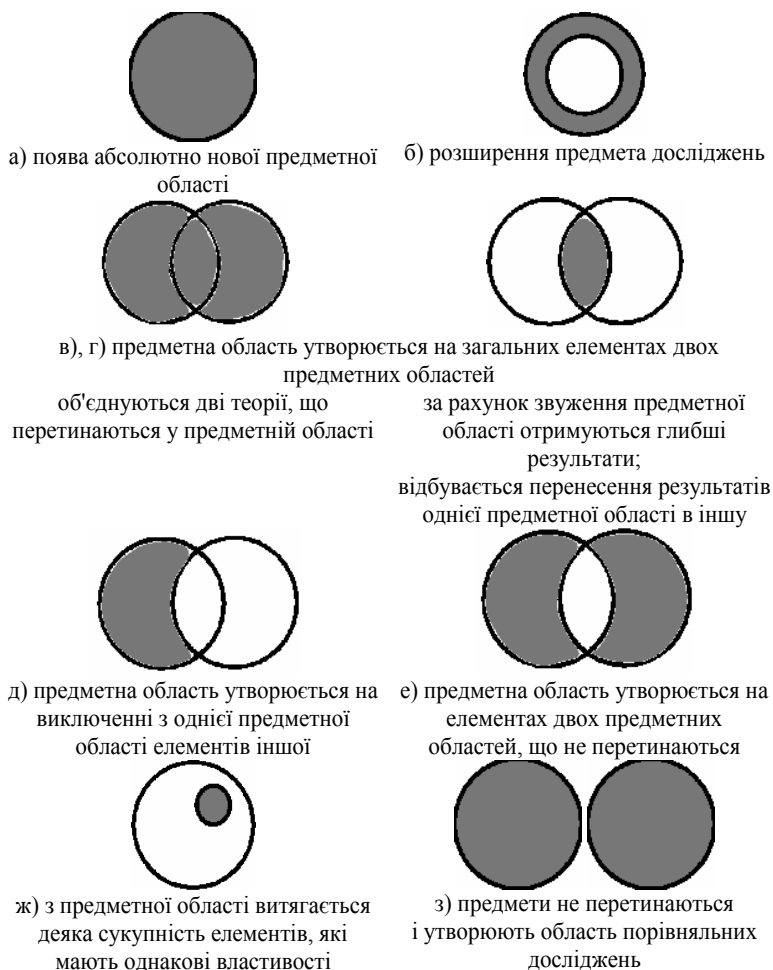 а) поява абсолютно нової предметної
області
б) розширення предмета досліджень
в), г) предметна область утворюється на загальних елементах двох
предметних областей
об'єднуються дві теорії, що
перетинаються у предметній області
за рахунок звуження предметної
області отримуються глибші
результати;
відбувається перенесення результатів
однієї предметної області в іншу
д) предметна область утворюється на
виключенні з однієї предметної
області елементів іншої
е) предметна область утворюється на
елементах двох предметних
областей, що не перетинаються
ж) з предметної області витягається
деяка сукупність елементів, які
мають однакові властивості
з) предмети не перетинаються
і утворюють область порівняльних
досліджень